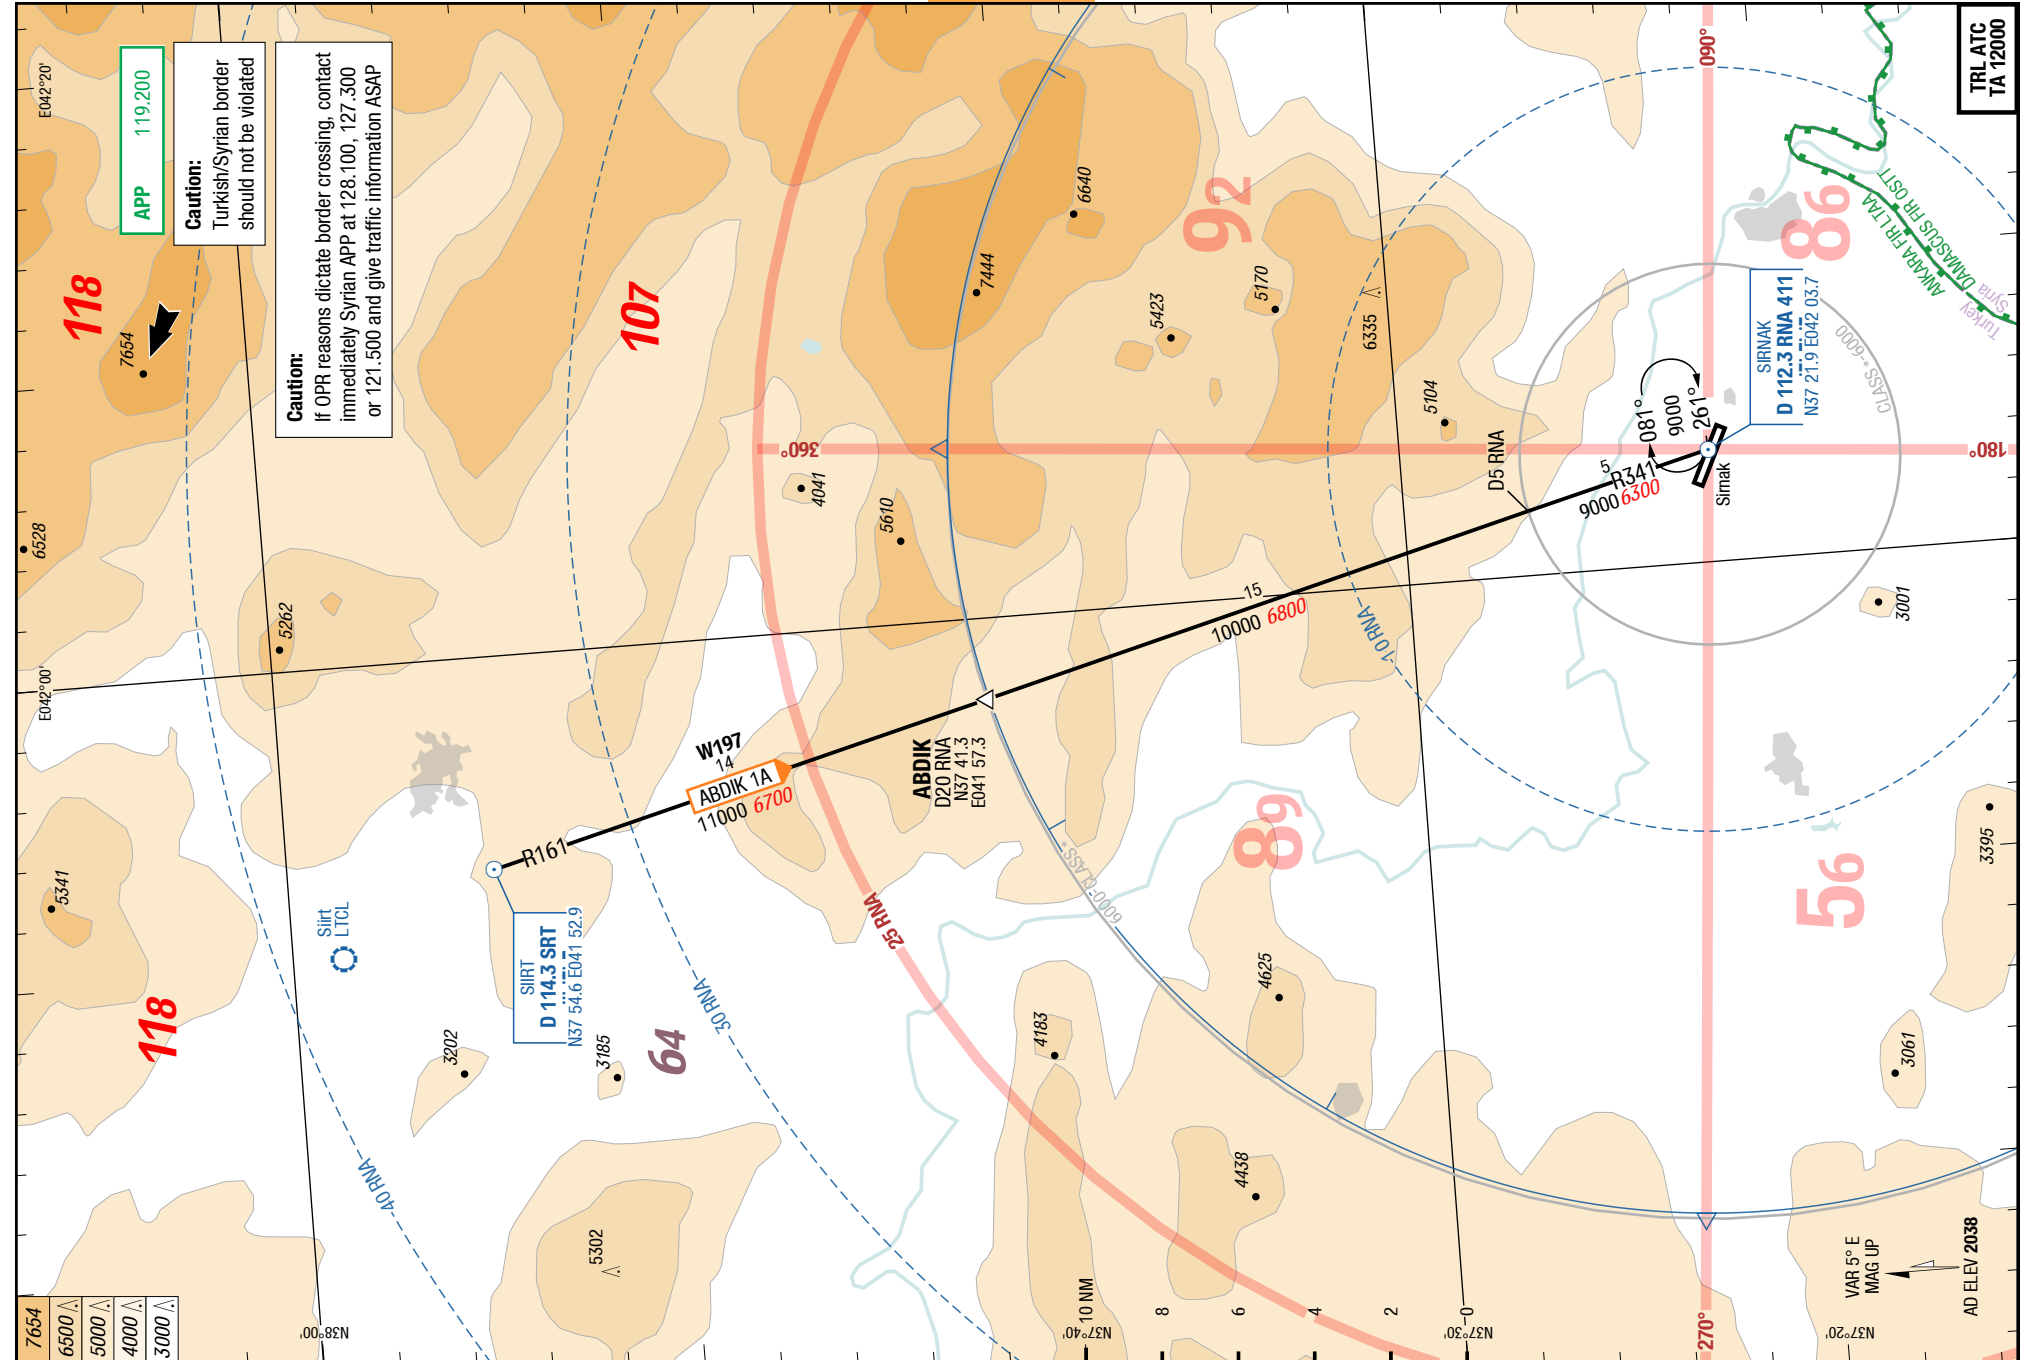 E042°20'
APP 119.200
Caution:
Turkish/Syrian border
should not be violated
Caution:
If OPR reasons dictate border crossing, contact
immediately Syrian APP at 128.100, 127.300
or 121.500 and give traffic information ASAP
TRL ATC
TA 12000
090°
118
7654
107
92
86
6640
7444
5170
5423
6335
5104
ANKARA FIR LTAA
DAMASCUS FIR OSTT
Syria
Turkey
SIRNAK
D 112.3 RNA 411
N37 21.9 E042 03.7
CLASS*-6000
081°
9000
261°
360°
180°
4041
5610
D5 RNA
5
R341
9000 6300
Sirnak
6528
5262
E042°00'
15
10000 6800
10 RNA
3001
W197
14
ABDIK 1A
11000 6700
R161
ABDIK
D20 RNA
N37 41.3
E041 57.3
6000-CLASS*
89
5341
Siirt
LTCL
SIIRT
D 114.3 SRT
N37 54.6 E041 52.9
25 RNA
30 RNA
40 RNA
56
3395
118
3202
3185
64
4183
4625
3061
4438
5302
7654
6500
5000
4000
3000
N38°00'
N37°40'
N37°30'
N37°20'
10 NM
8
6
4
2
0
270°
VAR 5° E
MAG UP
AD ELEV 2038